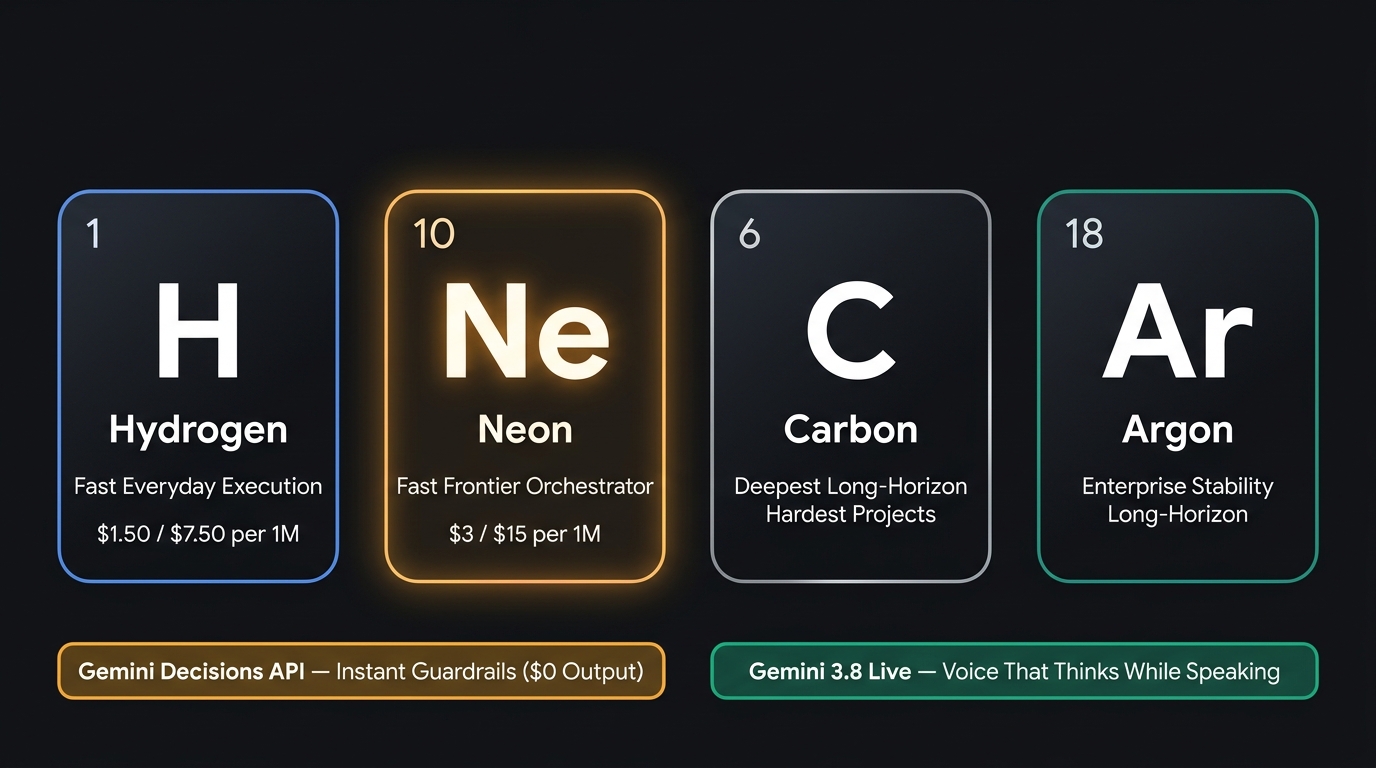 1
H
Hydrogen
Fast Everyday Execution
$1.50 / $7.50 per 1M
10
Ne
Neon
Fast Frontier Orchestrator
$3 / $15 per 1M
6
C
Carbon
Deepest Long-Horizon
Hardest Projects
18
Ar
Argon
Enterprise Stability
Long-Horizon
Gemini Decisions API — Instant Guardrails ($0 Output)
Gemini 3.8 Live — Voice That Thinks While Speaking